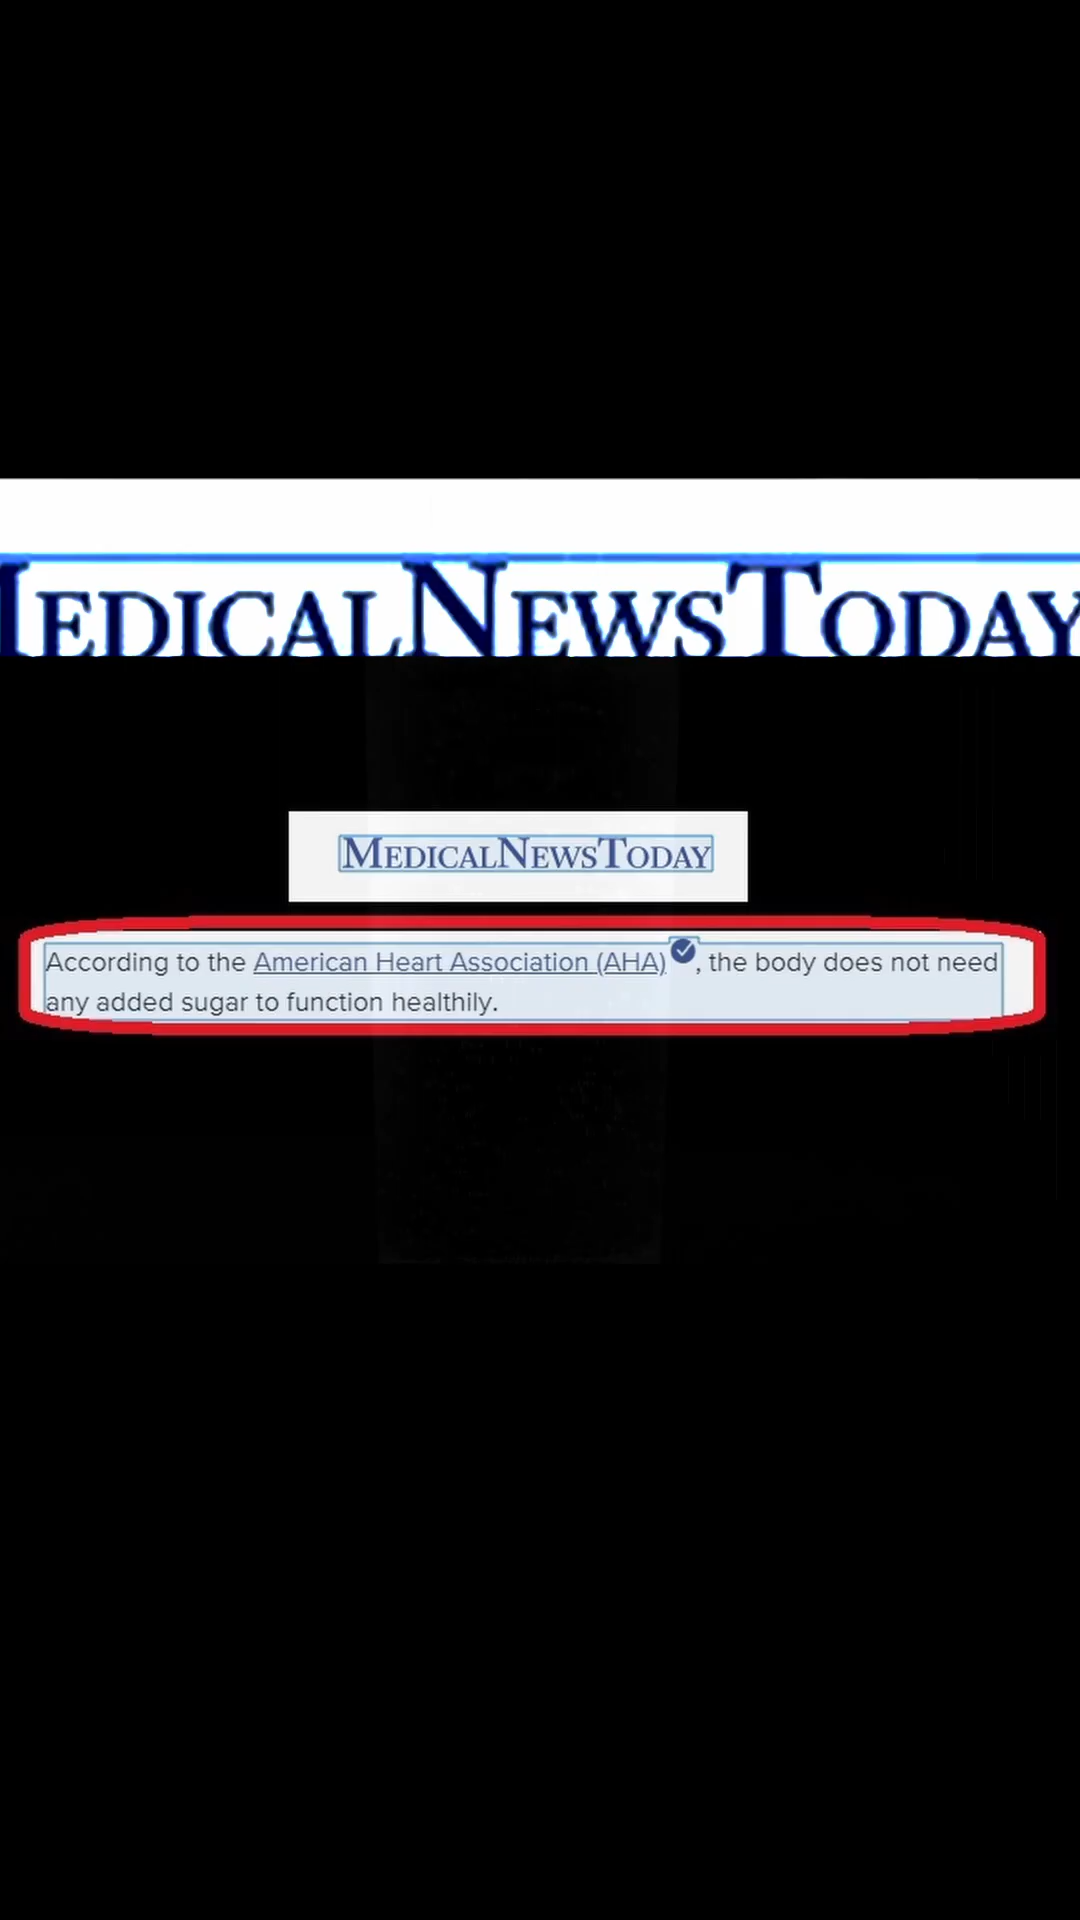 MEDICALNEWSTODAY
MEDICALNEWSTODAY
According to the American Heart Association (AHA), the body does not need
any added sugar to function healthily.